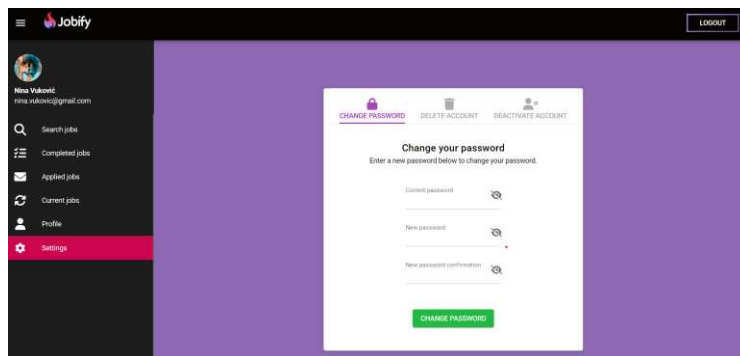 Jobify
LOGOUT
Nina Vuković
nina.vukovic@gmail.com
Search jobs
Completed jobs
Applied jobs
Current jobs
Profile
Settings
CHANGE PASSWORD DELETE ACCOUNT DEACTIVATE ACCOUNT
Change your password
Enter a new password below to change your password.
Current password
New password
*
New password confirmation
CHANGE PASSWORD